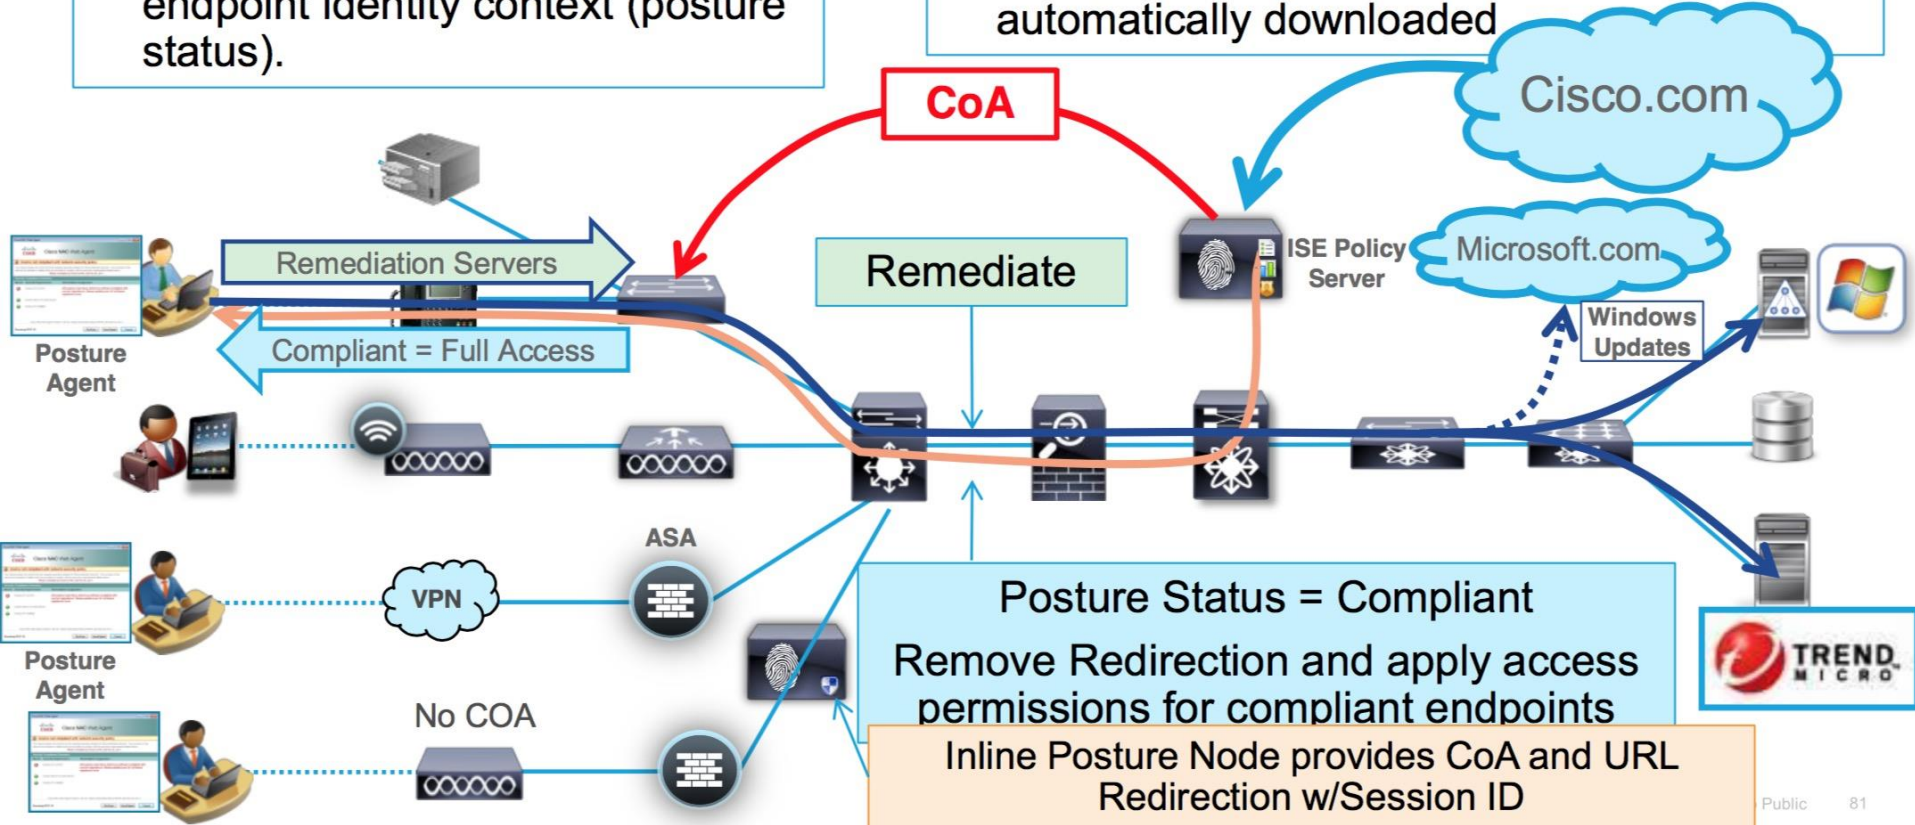 endpoint identity context (posture
status).
automatically downloaded
Cisco.com
CoA
Remediation Servers
Remediate
ISE Policy
Server
Microsoft.com
Windows
Updates
Compliant = Full Access
Posture
Agent
ASA
VPN
Posture
Agent
Posture Status = Compliant
Remove Redirection and apply access
permissions for compliant endpoints
TREND
MICRO
No COA
Inline Posture Node provides CoA and URL
Redirection w/Session ID
Public
81